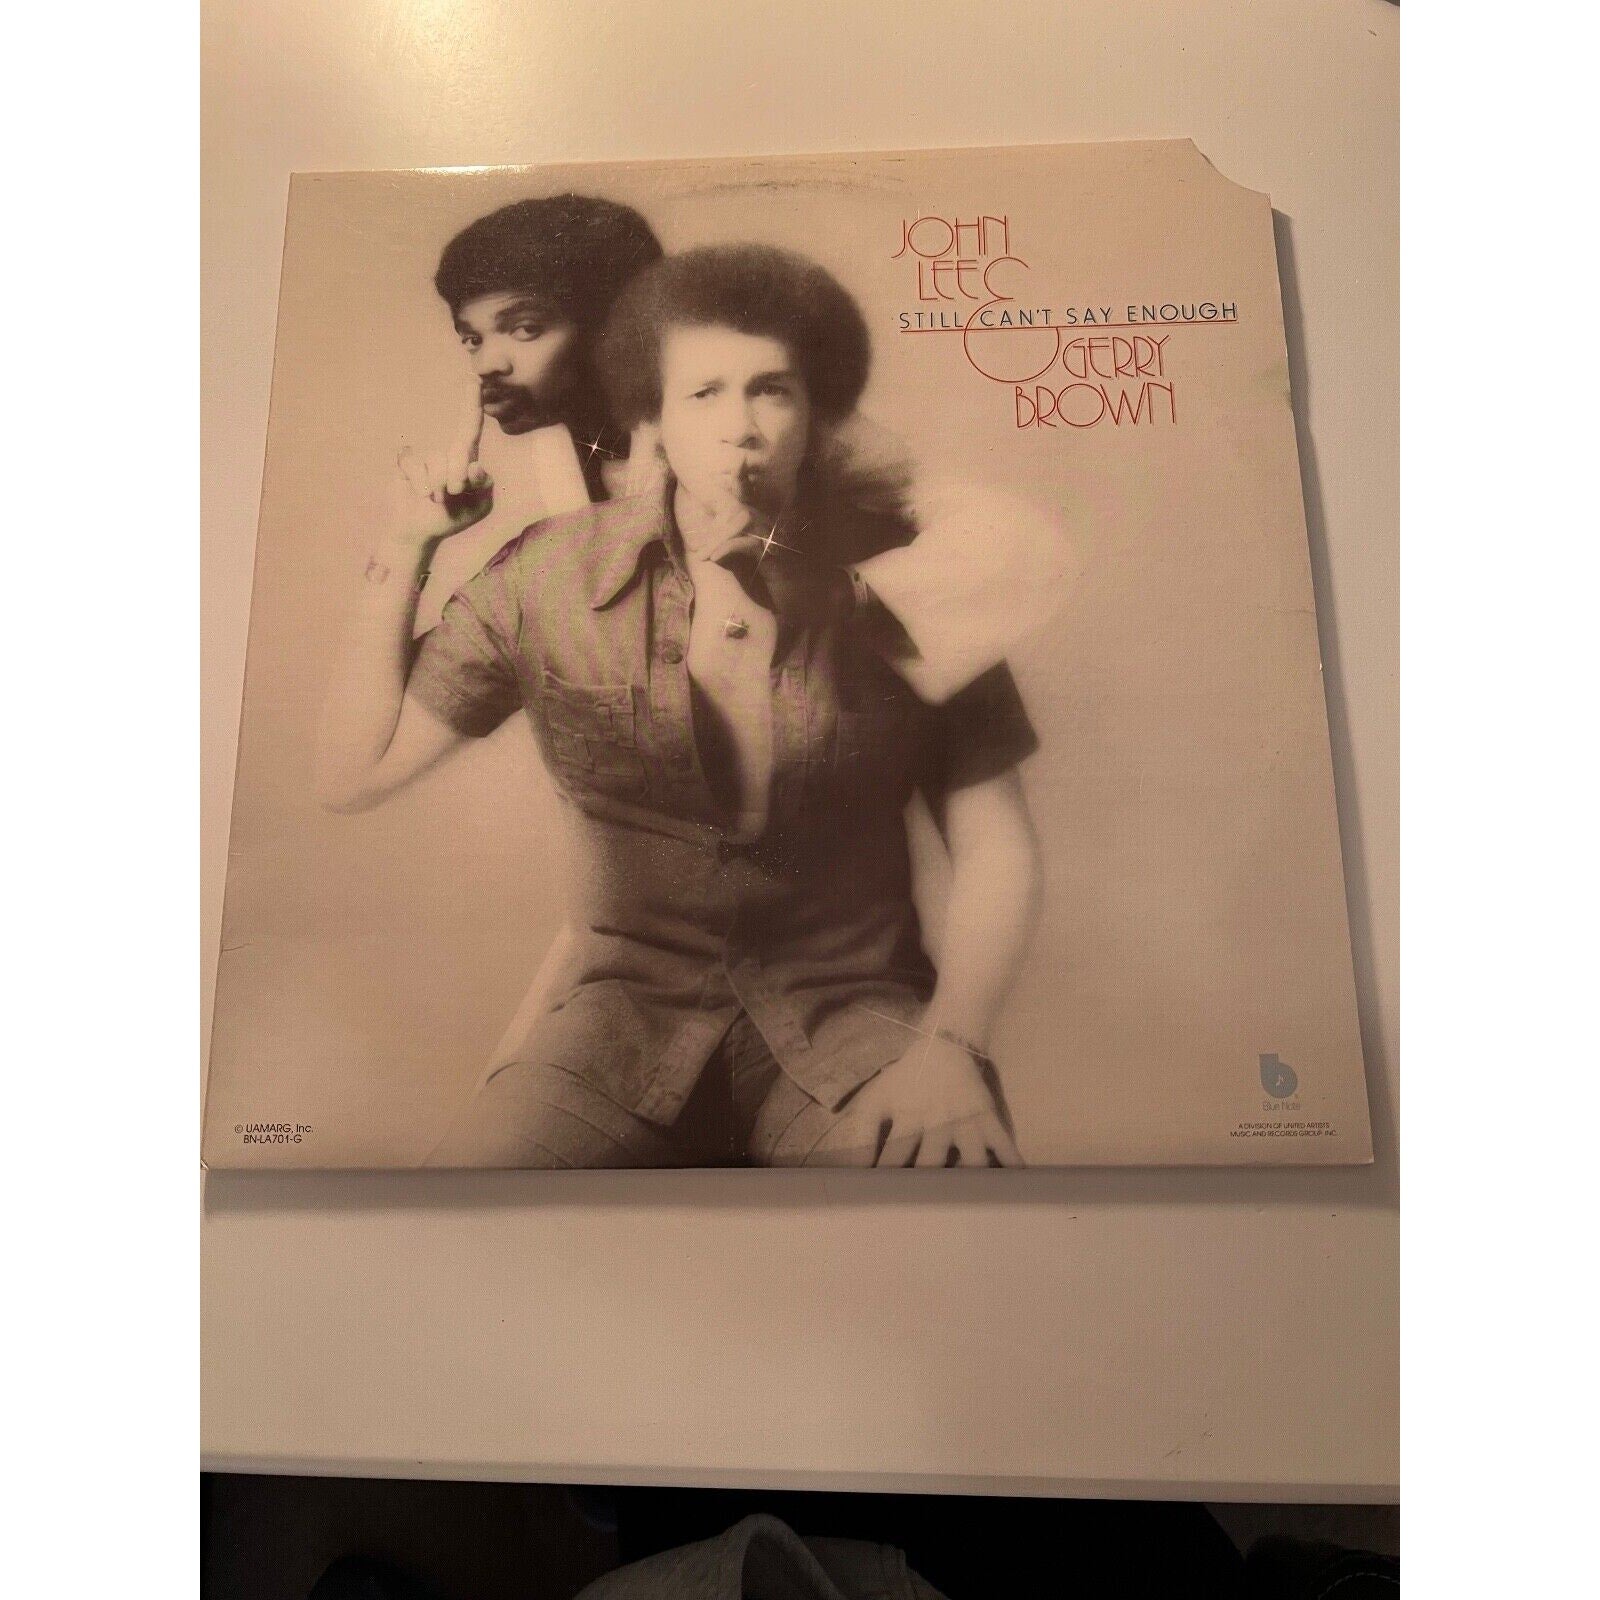 JOHN
LEE &
STILL CAN'T SAY ENOUGH
GERRY
BROWN
© UAMARG, Inc.
BN-LA701-G
b
Blue Note
A DIVISION OF UNITED ARTISTS
MUSIC AND RECORDS GROUP, INC.